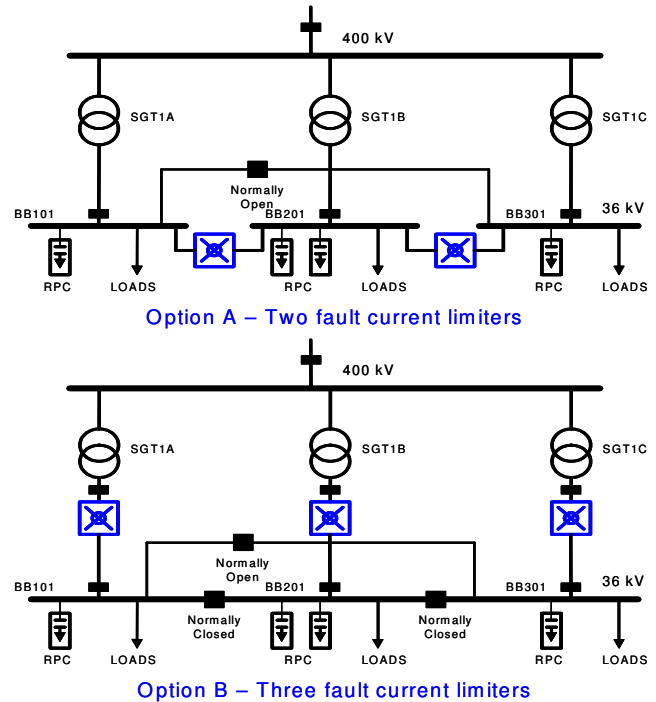 400 kV
SGT1A
SGT1B
SGT1C
Normally
Open
BB101
BB201
BB301
36 kV
RPC
LOADS
RPC
LOADS
RPC
LOADS
Option A – Two fault current limiters
400 kV
SGT1A
SGT1B
SGT1C
Normally
Open
BB101
BB201
BB301
36 kV
Normally
Closed
Normally
Closed
RPC
LOADS
RPC
LOADS
RPC
LOADS
Option B – Three fault current limiters